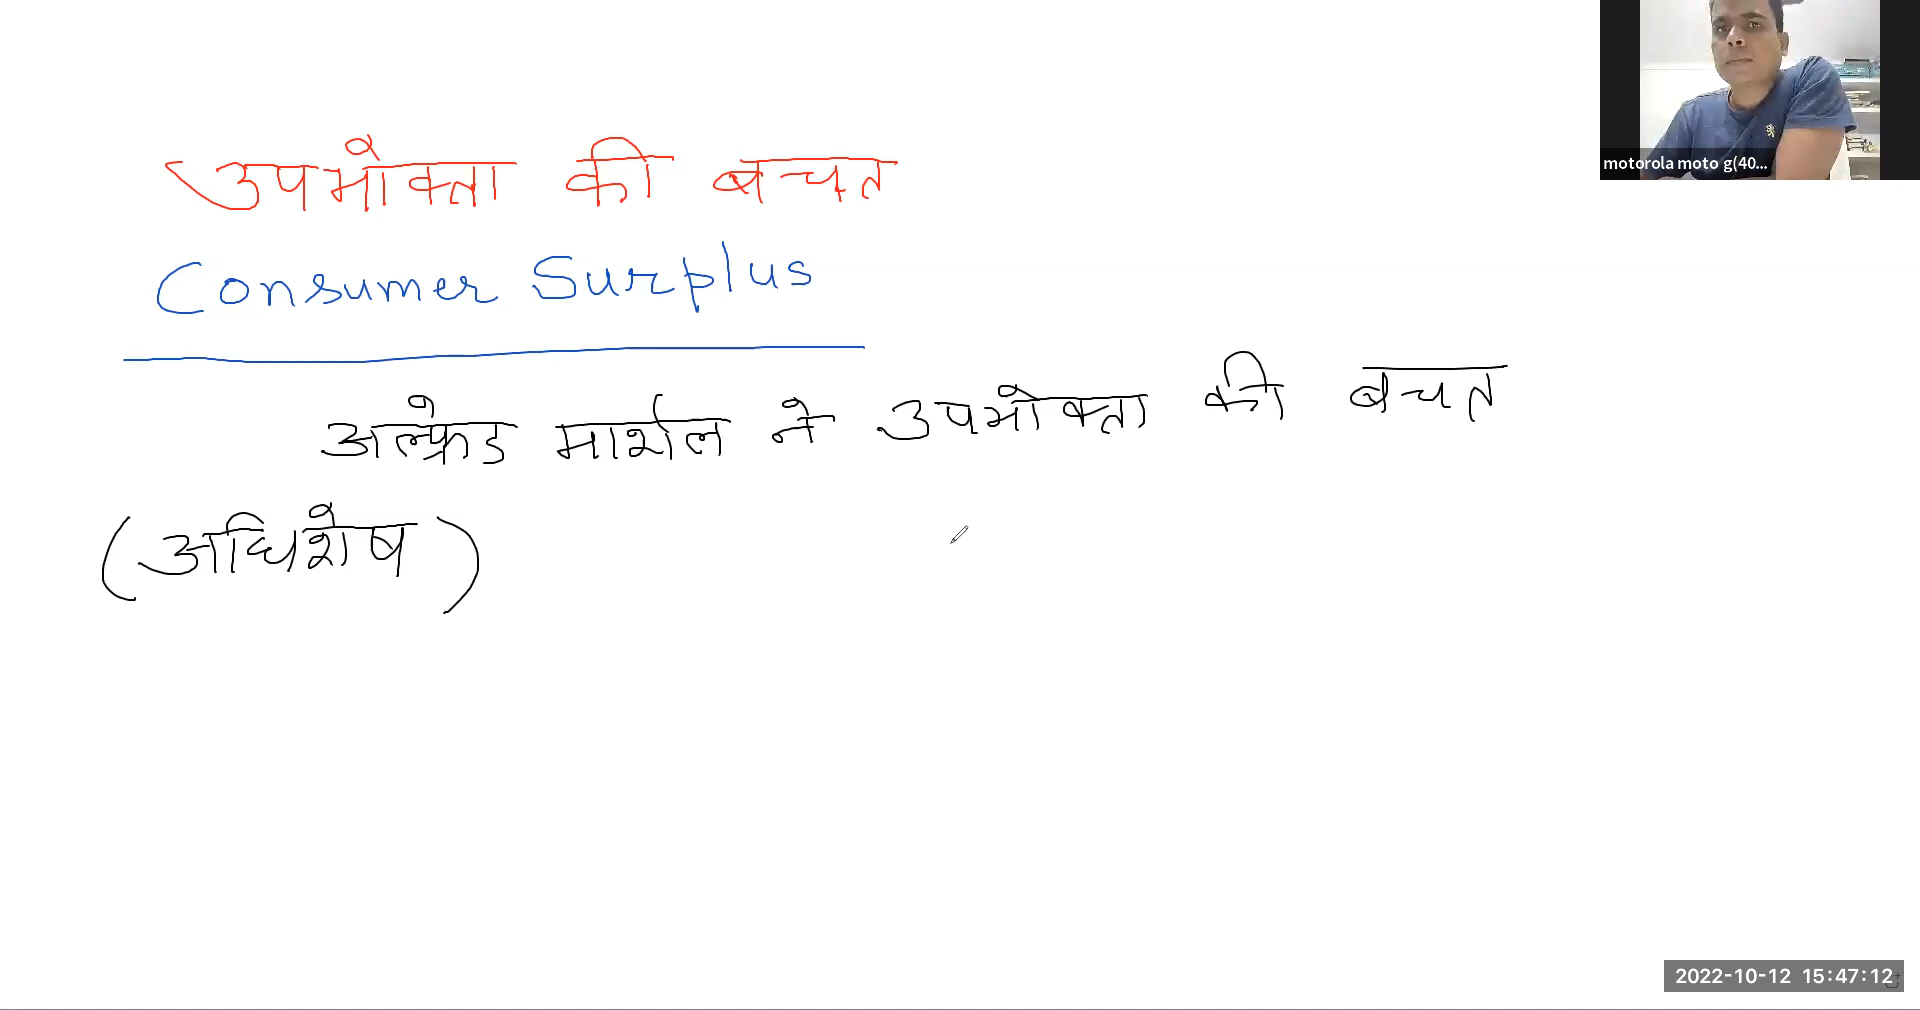 उपभोक्ता की बचत
Consumer Surplus
अल्फ्रेड मार्शल ने उपभोक्ता की बचत
(अधिशेष)
motorola moto g(40...
2022-10-12 15:47:12